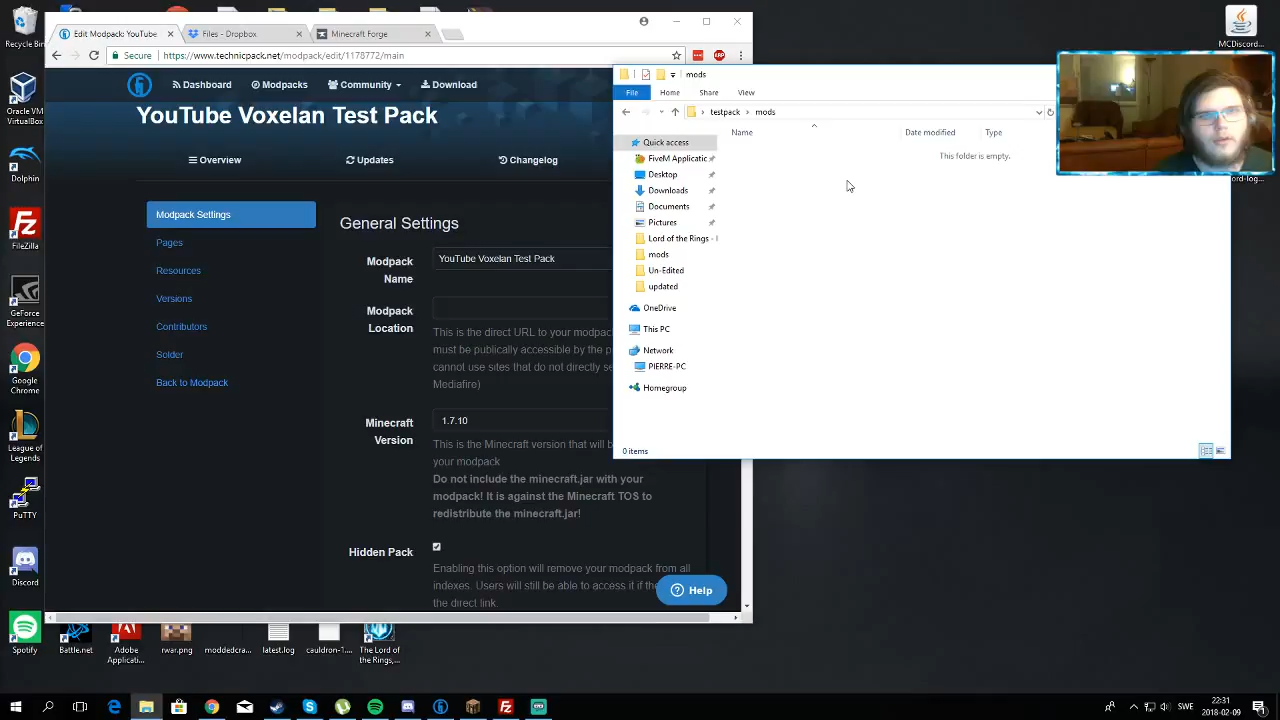 Recycle Bin
Oracle VM
Dolphin
FileZilla
GeForce
Experience
Google
Chrome
League of
Legends
PuTTY
Discord
Spotify
Edit Modpack: YouTube
Files - Dropbox
Minecraft Forge
Secure
https://www.technicpack.net/modpack/edit/1178772/main
Dashboard
Modpacks
Community
Download
YouTube Voxelan Test Pack
Overview
Updates
Changelog
Modpack Settings
Pages
Resources
Versions
Contributors
Solder
Back to Modpack
General Settings
Modpack
Name
YouTube Voxelan Test Pack
Modpack
Location
This is the direct URL to your modpac
must be publically accessible by the p
cannot use sites that do not directly se
Mediafire)
Minecraft
Version
1.7.10
This is the Minecraft version that will b
your modpack
Do not include the minecraft.jar with your
modpack! It is against the Minecraft TOS to
redistribute the minecraft.jar!
Hidden Pack
Enabling this option will remove your modpack from all
indexes. Users will still be able to access it if the
the direct link.
Help
mods
File
Home
Share
View
testpack
mods
Name
Date modified
Type
This folder is empty.
Quick access
FiveM Applicatic
Desktop
Downloads
Documents
Pictures
Lord of the Rings -
mods
Un-Edited
updated
OneDrive
This PC
Network
PIERRE-PC
Homegroup
0 items
MCDiscord...
ord-log...
Battle.net
Adobe
Applicati...
rwar.png
moddedcra...
latest.log
cauldron-1....
The Lord of
the Rings,...
SWE
22:31
2018-02-09